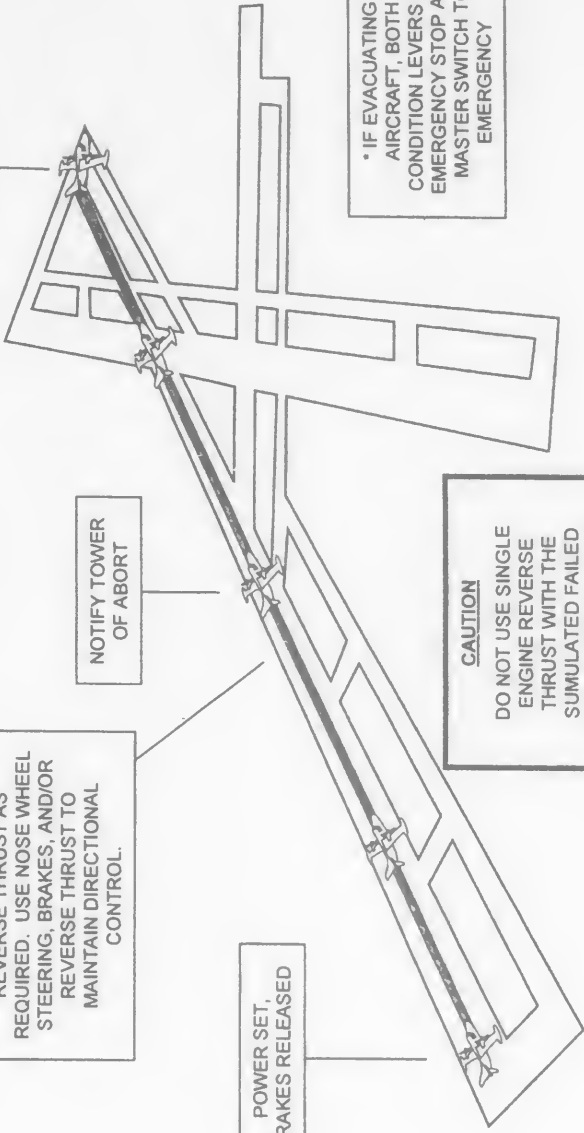 REVERSE THRUST AS
REQUIRED. USE NOSE WHEEL
STEERING, BRAKES, AND/OR
REVERSE THRUST TO
MAINTAIN DIRECTIONAL
CONTROL.
NOTIFY TOWER
OF ABORT
POWER SET,
RAKES RELEASED
* IF EVACUATING
AIRCRAFT, BOTH
CONDITION LEVERS
EMERGENCY STOP
MASTER SWITCH
EMERGENCY
CAUTION
DO NOT USE SINGLE
ENGINE REVERSE
THRUST WITH THE
SUMULATED FAILED